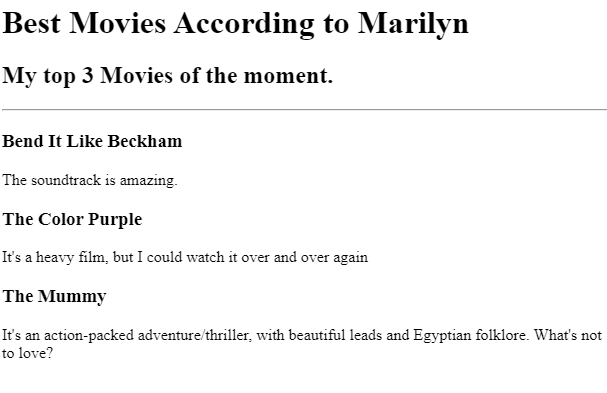 Best Movies According to Marilyn
My top 3 Movies of the moment.
Bend It Like Beckham
The soundtrack is amazing.
The Color Purple
It's a heavy film, but I could watch it over and over again
The Mummy
It's an action-packed adventure/thriller, with beautiful leads and Egyptian folklore. What's not
to love?